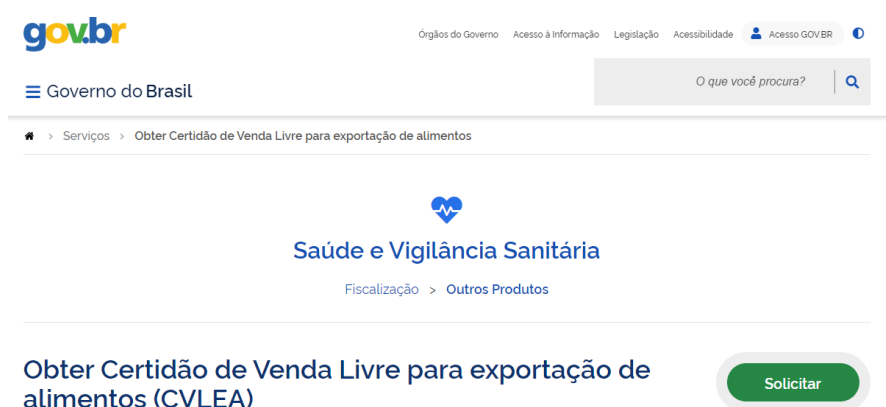 gov.br
Órgãos do Governo Acesso à Informação Legislação Acessibilidade Acesso GOV.BR
Governo do Brasil
O que você procura?
Serviços > Obter Certidão de Venda Livre para exportação de alimentos
Saúde e Vigilância Sanitária
Fiscalização > Outros Produtos
Obter Certidão de Venda Livre para exportação de
alimentos (CVLEA)
Solicitar